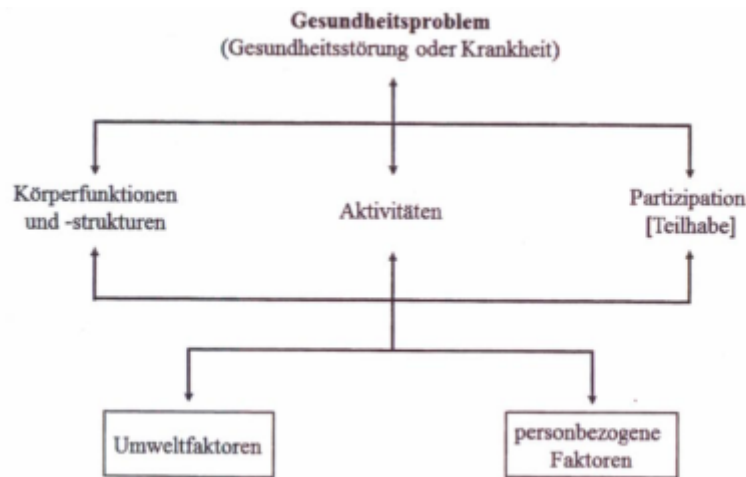 Gesundheitsproblem
(Gesundheitsstörung oder Krankheit)
Körperfunktionen
und -strukturen
Aktivitäten
Partizipation
[Teilhabe]
Umweltfaktoren
personbezogene
Faktoren